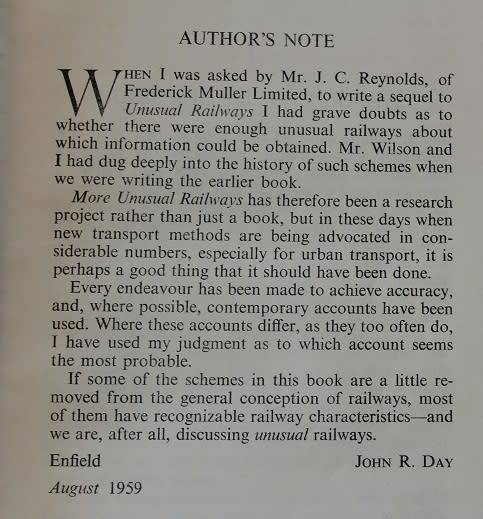 AUTHOR'S NOTE
WHEN I was asked by Mr. J. C. Reynolds, of
Frederick Muller Limited, to write a sequel to
Unusual Railways I had grave doubts as to
whether there were enough unusual railways about
which information could be obtained. Mr. Wilson and
I had dug deeply into the history of such schemes when
we were writing the earlier book.
More Unusual Railways has therefore been a research
project rather than just a book, but in these days when
new transport methods are being advocated in con-
siderable numbers, especially for urban transport, it is
perhaps a good thing that it should have been done.
Every endeavour has been made to achieve accuracy,
and, where possible, contemporary accounts have been
used. Where these accounts differ, as they too often do,
I have used my judgment as to which account seems
the most probable.
If some of the schemes in this book are a little re-
moved from the general conception of railways, most
of them have recognizable railway characteristics—and
we are, after all, discussing unusual railways.
Enfield JOHN R. DAY
August 1959